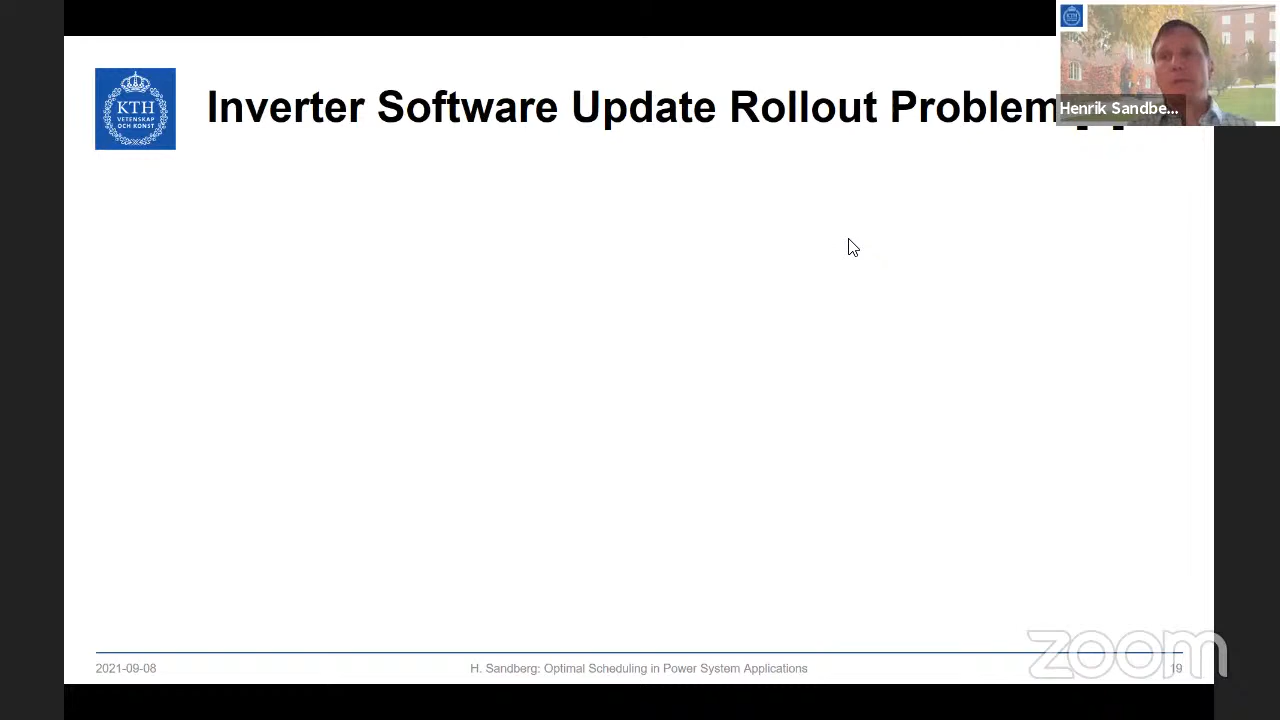 KTH
VETENSKAP
OCH KONST
Inverter Software Update Rollout Problem
Henrik Sandbe...
2021-09-08
H. Sandberg: Optimal Scheduling in Power System Applications
19
zoom